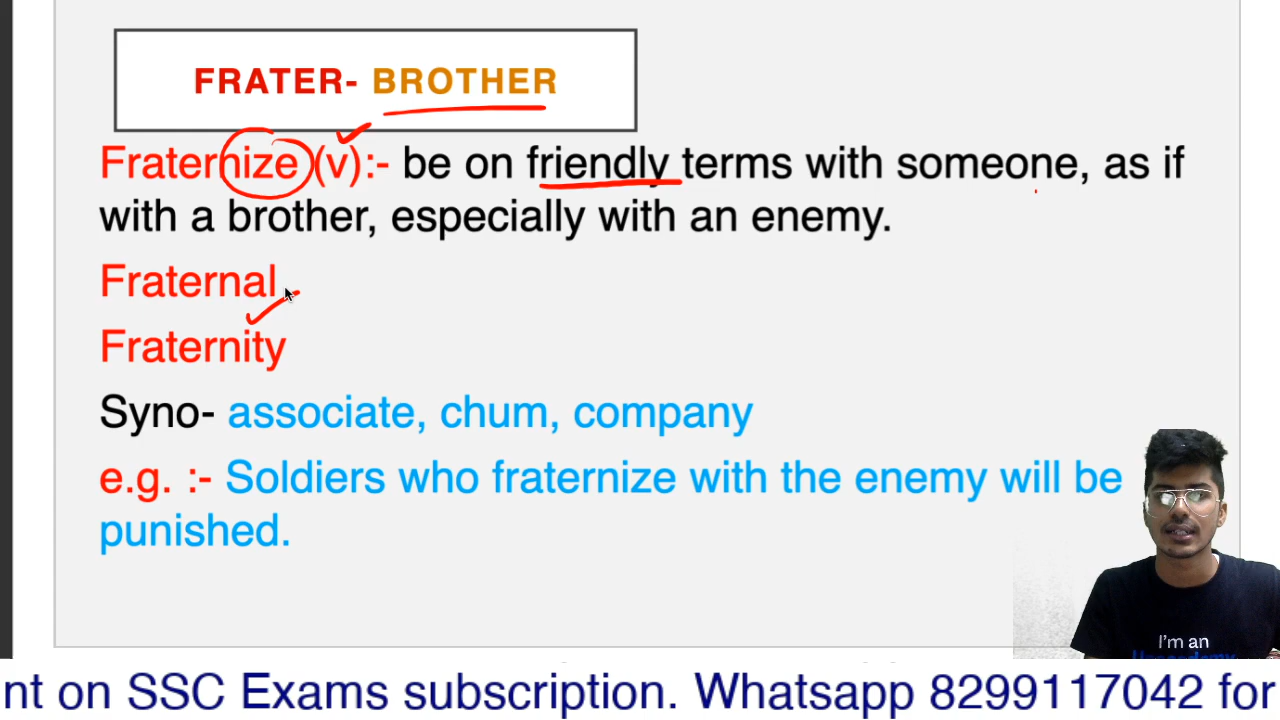 FRATER- BROTHER
Fraternize (v):- be on friendly terms with someone, as if
with a brother, especially with an enemy.
Fraternal
Fraternity
Syno- associate, chum, company
e.g. :- Soldiers who fraternize with the enemy will be
punished.
I'm an
nt on SSC Exams subscription. Whatsapp 8299117042 for